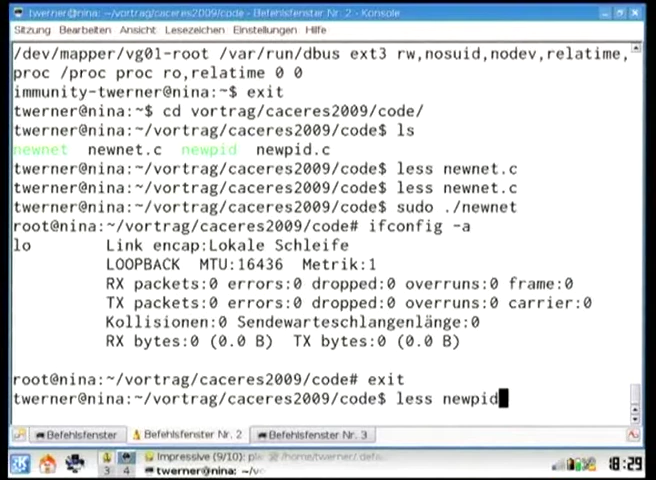 twerner@nina: ~/vortrag/caceres2009/code - Befehlsfenster Nr. 2 - Konsole
Sitzung Bearbeiten Ansicht Lesezeichen Einstellungen Hilfe
/dev/mapper/vg01-root /var/run/dbus ext3 rw,nosuid,nodev,relatime,
proc /proc proc ro,relatime 0 0
immunity-twerner@nina:~$ exit
twerner@nina:~$ cd vortrag/caceres2009/code/
twerner@nina:~/vortrag/caceres2009/code$ ls
newnet newnet.c newpid newpid.c
twerner@nina:~/vortrag/caceres2009/code$ less newnet.c
twerner@nina:~/vortrag/caceres2009/code$ less newnet.c
twerner@nina:~/vortrag/caceres2009/code$ sudo ./newnet
root@nina:~/vortrag/caceres2009/code# ifconfig -a
lo Link encap:Lokale Schleife
LOOPBACK MTU:16436 Metrik:1
RX packets:0 errors:0 dropped:0 overruns:0 frame:0
TX packets:0 errors:0 dropped:0 overruns:0 carrier:0
Kollisionen:0 Sendewarteschlangenlänge:0
RX bytes:0 (0.0 B) TX bytes:0 (0.0 B)
root@nina:~/vortrag/caceres2009/code# exit
twerner@nina:~/vortrag/caceres2009/code$ less newpid
Befehlsfenster Befehlsfenster Nr. 2 Befehlsfenster Nr. 3
1 2 Impressive (9/10): /home/twerner/
3 4 twerner@nina: ~/vo 18:29